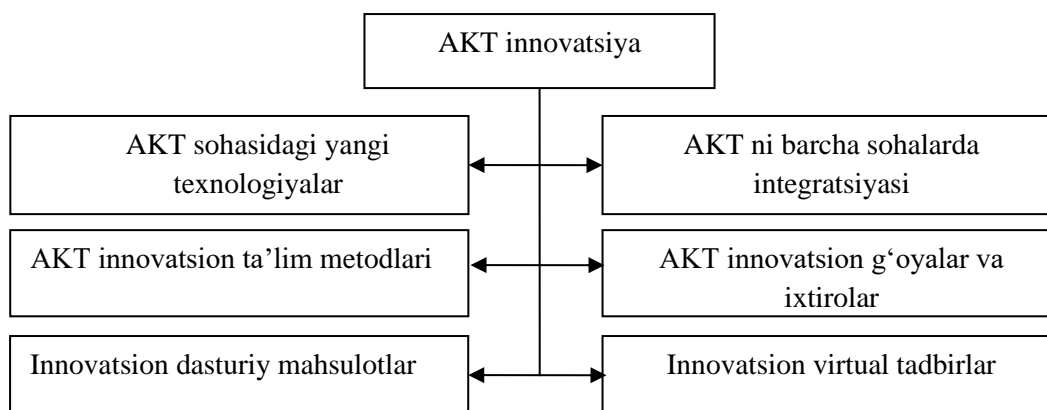 AKT innovatsiya
AKT sohasidagi yangi
texnologiyalar
AKT ni barcha sohalarda
integratsiyasi
AKT innovatsion ta’lim metodlari
AKT innovatsion g‘oyalar va
ixtirolar
Innovatsion dasturiy mahsulotlar
Innovatsion virtual tadbirlar